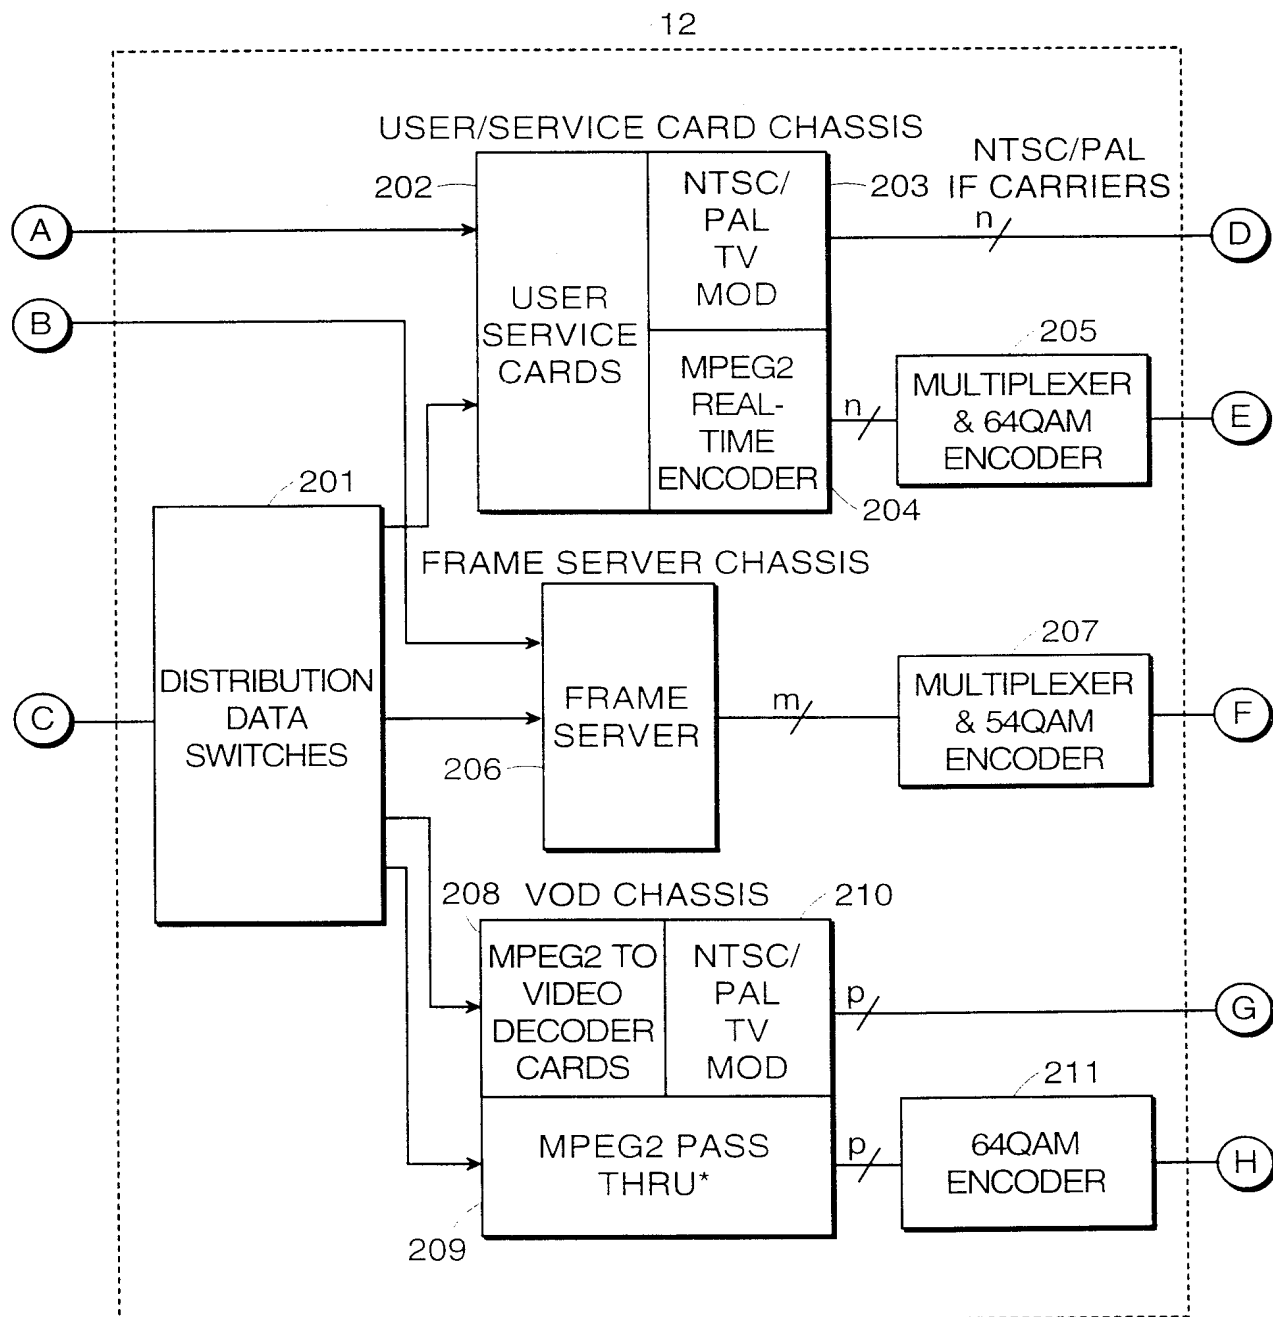 12
USER/SERVICE CARD CHASSIS
202
NTSC/
PAL
TV
MOD
203
NTSC/PAL
IF CARRIERS
n
A
D
B
USER
SERVICE
CARDS
MPEG2
REAL-
TIME
ENCODER
204
n
205
MULTIPLEXER
& 64QAM
ENCODER
E
201
DISTRIBUTION
DATA
SWITCHES
C
FRAME SERVER CHASSIS
FRAME
SERVER
206
m
207
MULTIPLEXER
& 54QAM
ENCODER
F
208
VOD CHASSIS
210
MPEG2 TO
VIDEO
DECODER
CARDS
NTSC/
PAL
TV
MOD
p
G
MPEG2 PASS
THRU*
209
p
211
64QAM
ENCODER
H